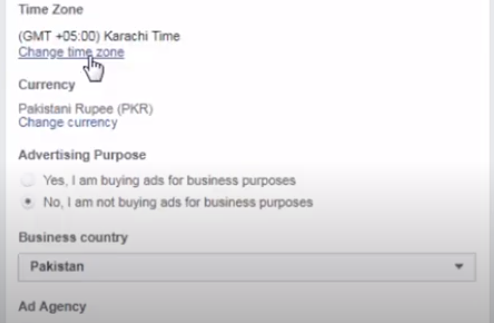 Time Zone
(GMT +05:00) Karachi Time
Change time zone
Currency
Pakistani Rupee (PKR)
Change currency
Advertising Purpose
Yes, I am buying ads for business purposes
No, I am not buying ads for business purposes
Business country
Pakistan
Ad Agency